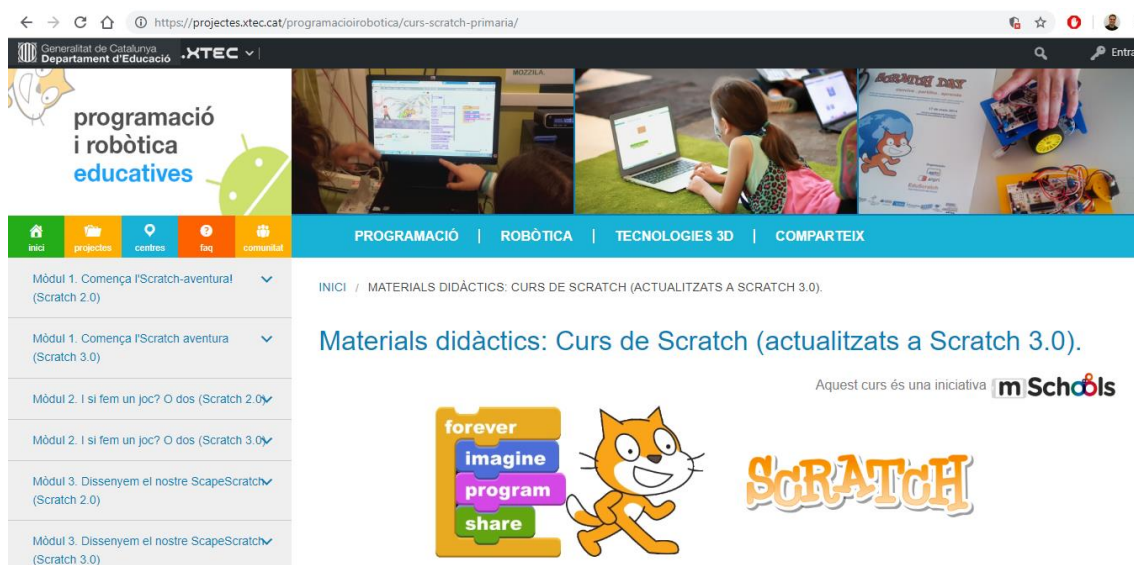 https://projectes.xtec.cat/programacioirobotica/curs-scratch-primaria/
Generalitat de Catalunya
Departament d'Educació
.XTEC
Entra
programació
i robòtica
educatives
MOZZILA.
SCRATCH DAY
inici
projectes
centres
faq
comunitat
PROGRAMACIÓ | ROBÒTICA | TECNOLOGIES 3D | COMPARTEIX
Mòdul 1. Comença l'Scratch-aventura!
(Scratch 2.0)
Mòdul 1. Comença l'Scratch aventura
(Scratch 3.0)
Mòdul 2. I si fem un joc? O dos (Scratch 2.0)
Mòdul 2. I si fem un joc? O dos (Scratch 3.0)
Mòdul 3. Dissenyem el nostre ScapeScratch
(Scratch 2.0)
Mòdul 3. Dissenyem el nostre ScapeScratch
(Scratch 3.0)
INICI / MATERIALS DIDÀCTICS: CURS DE SCRATCH (ACTUALITZATS A SCRATCH 3.0).
Materials didàctics: Curs de Scratch (actualitzats a Scratch 3.0).
Aquest curs és una iniciativa m Schools
forever
imagine
program
share
SCRATCH